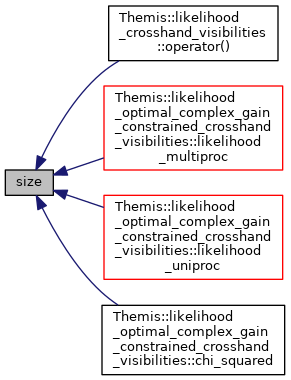 size
Themis::likelihood
_crosshand_visibilities
::operator()
Themis::likelihood
_optimal_complex_gain
_constrained_crosshand
_visibilities::likelihood
_multiproc
Themis::likelihood
_optimal_complex_gain
_constrained_crosshand
_visibilities::likelihood
_uniproc
Themis::likelihood
_optimal_complex_gain
_constrained_crosshand
_visibilities::chi_squared